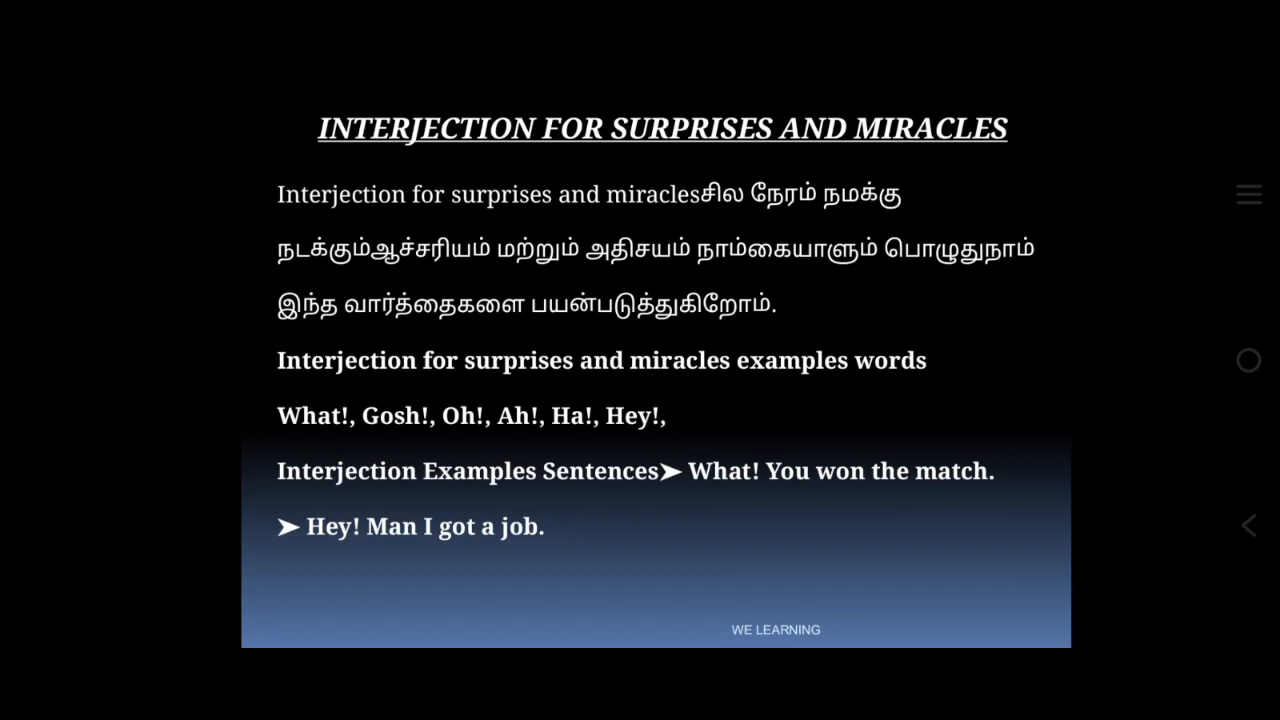 INTERJECTION FOR SURPRISES AND MIRACLES
Interjection for surprises and miraclesசில நேரம் நமக்கு
நடக்கும்ஆச்சரியம் மற்றும் அதிசயம் நாம்கையாளும் பொழுதுநாம்
இந்த வார்த்தைகளை பயன்படுத்துகிறோம்.
Interjection for surprises and miracles examples words
What!, Gosh!, Oh!, Ah!, Ha!, Hey!,
Interjection Examples Sentences➤ What! You won the match.
➤ Hey! Man I got a job.
WE LEARNING